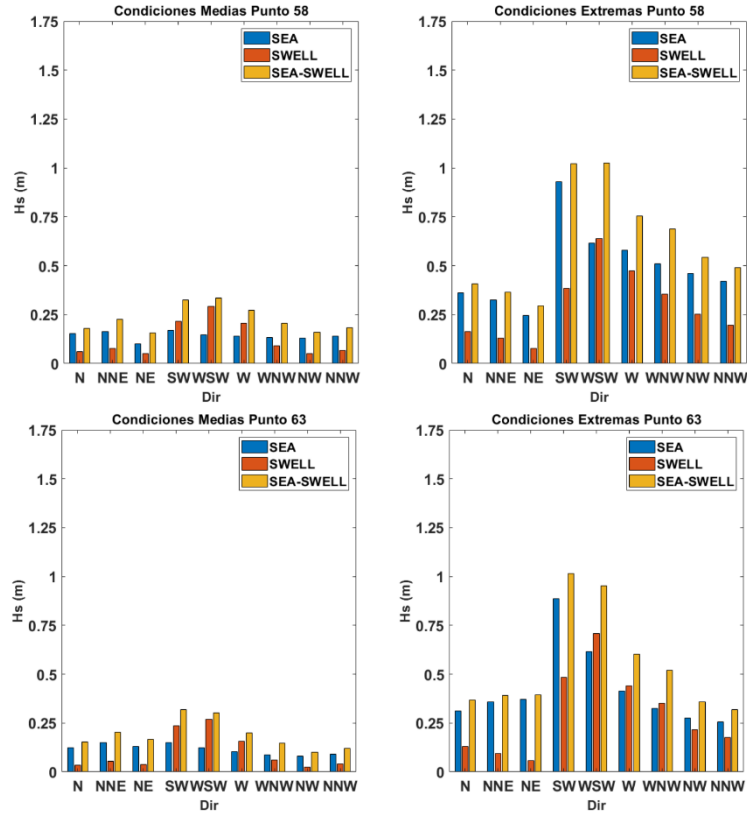 Condiciones Medias Punto 58
1.75
1.5
1.25
1
0.75
0.5
0.25
0
Hs (m)
SEA
SWELL
SEA-SWELL
N NNE NE SW WSW W WNW NW NNW
Dir
Condiciones Extremas Punto 58
1.75
1.5
1.25
1
0.75
0.5
0.25
0
Hs (m)
SEA
SWELL
SEA-SWELL
N NNE NE SW WSW W WNW NW NNW
Dir
Condiciones Medias Punto 63
1.75
1.5
1.25
1
0.75
0.5
0.25
0
Hs (m)
SEA
SWELL
SEA-SWELL
N NNE NE SW WSW W WNW NW NNW
Dir
Condiciones Extremas Punto 63
1.75
1.5
1.25
1
0.75
0.5
0.25
0
Hs (m)
SEA
SWELL
SEA-SWELL
N NNE NE SW WSW W WNW NW NNW
Dir